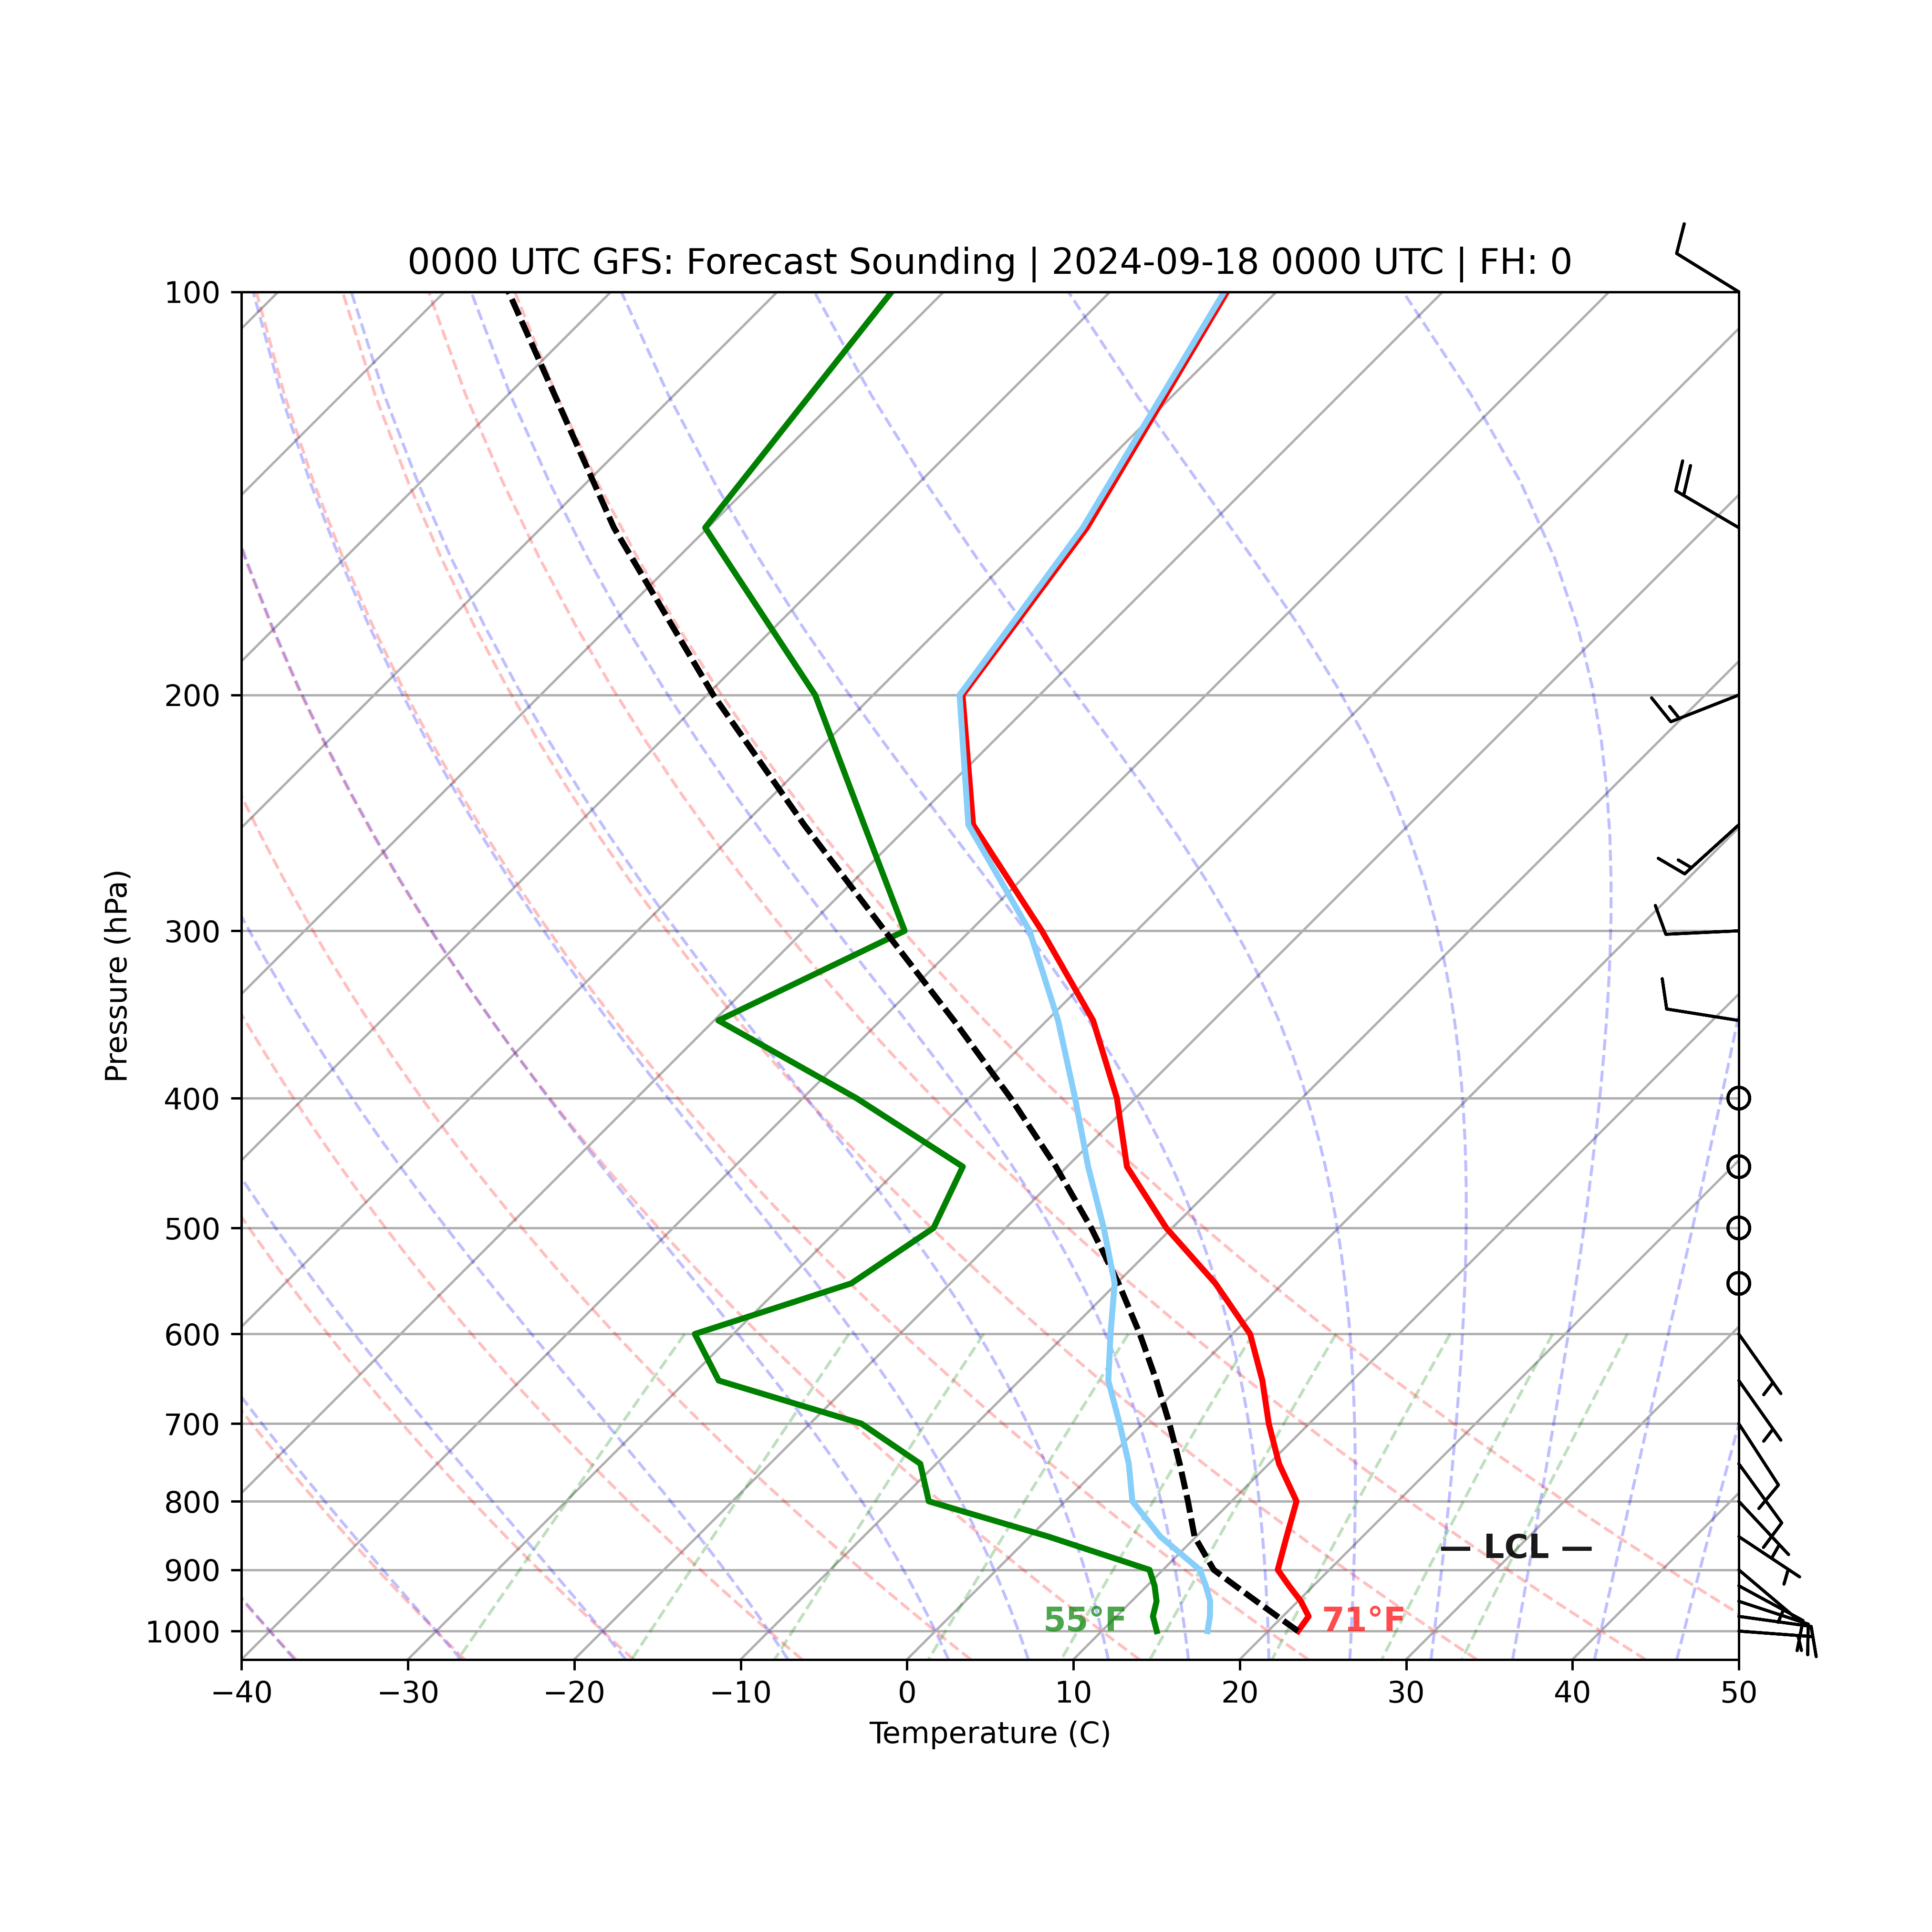 0000 UTC GFS: Forecast Sounding | 2024-09-18 0000 UTC | FH: 0
100
200
300
400
500
600
700
800
900
1000
Pressure (hPa)
— LCL —
55°F
71°F
−40 −30 −20 −10 0 10 20 30 40 50
Temperature (C)